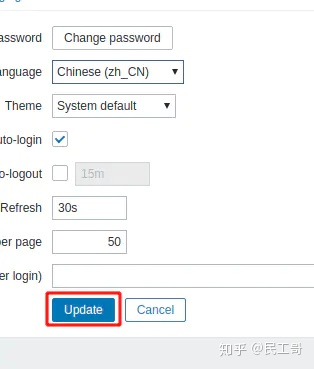 assword Change password
anguage Chinese (zh_CN)
Theme System default
uto-login
o-logout 15m
Refresh 30s
per page 50
er login)
Update Cancel
知乎 @民工哥